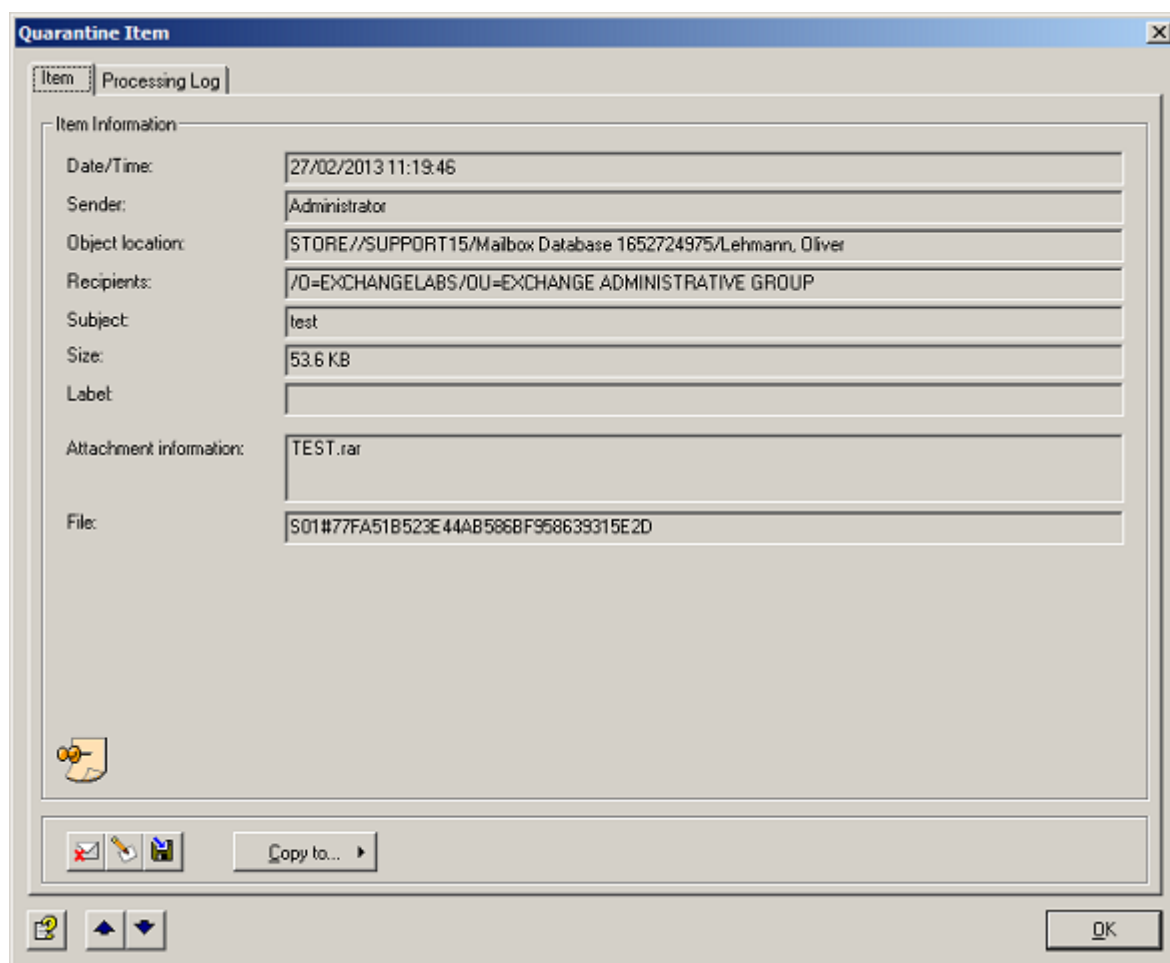 Quarantine Item
Item Processing Log
Item Information
Date/Time: 27/02/2013 11:19:46
Sender: Administrator
Object location: STORE//SUPPORT15/Mailbox Database 1652724975/Lehmann, Oliver
Recipients: /O=EXCHANGELABS/OU=EXCHANGE ADMINISTRATIVE GROUP
Subject: test
Size: 53.6 KB
Label:
Attachment information: TEST.rar
File: S01#77FA51B523E44AB586BF958639315E2D
Copy to...
OK